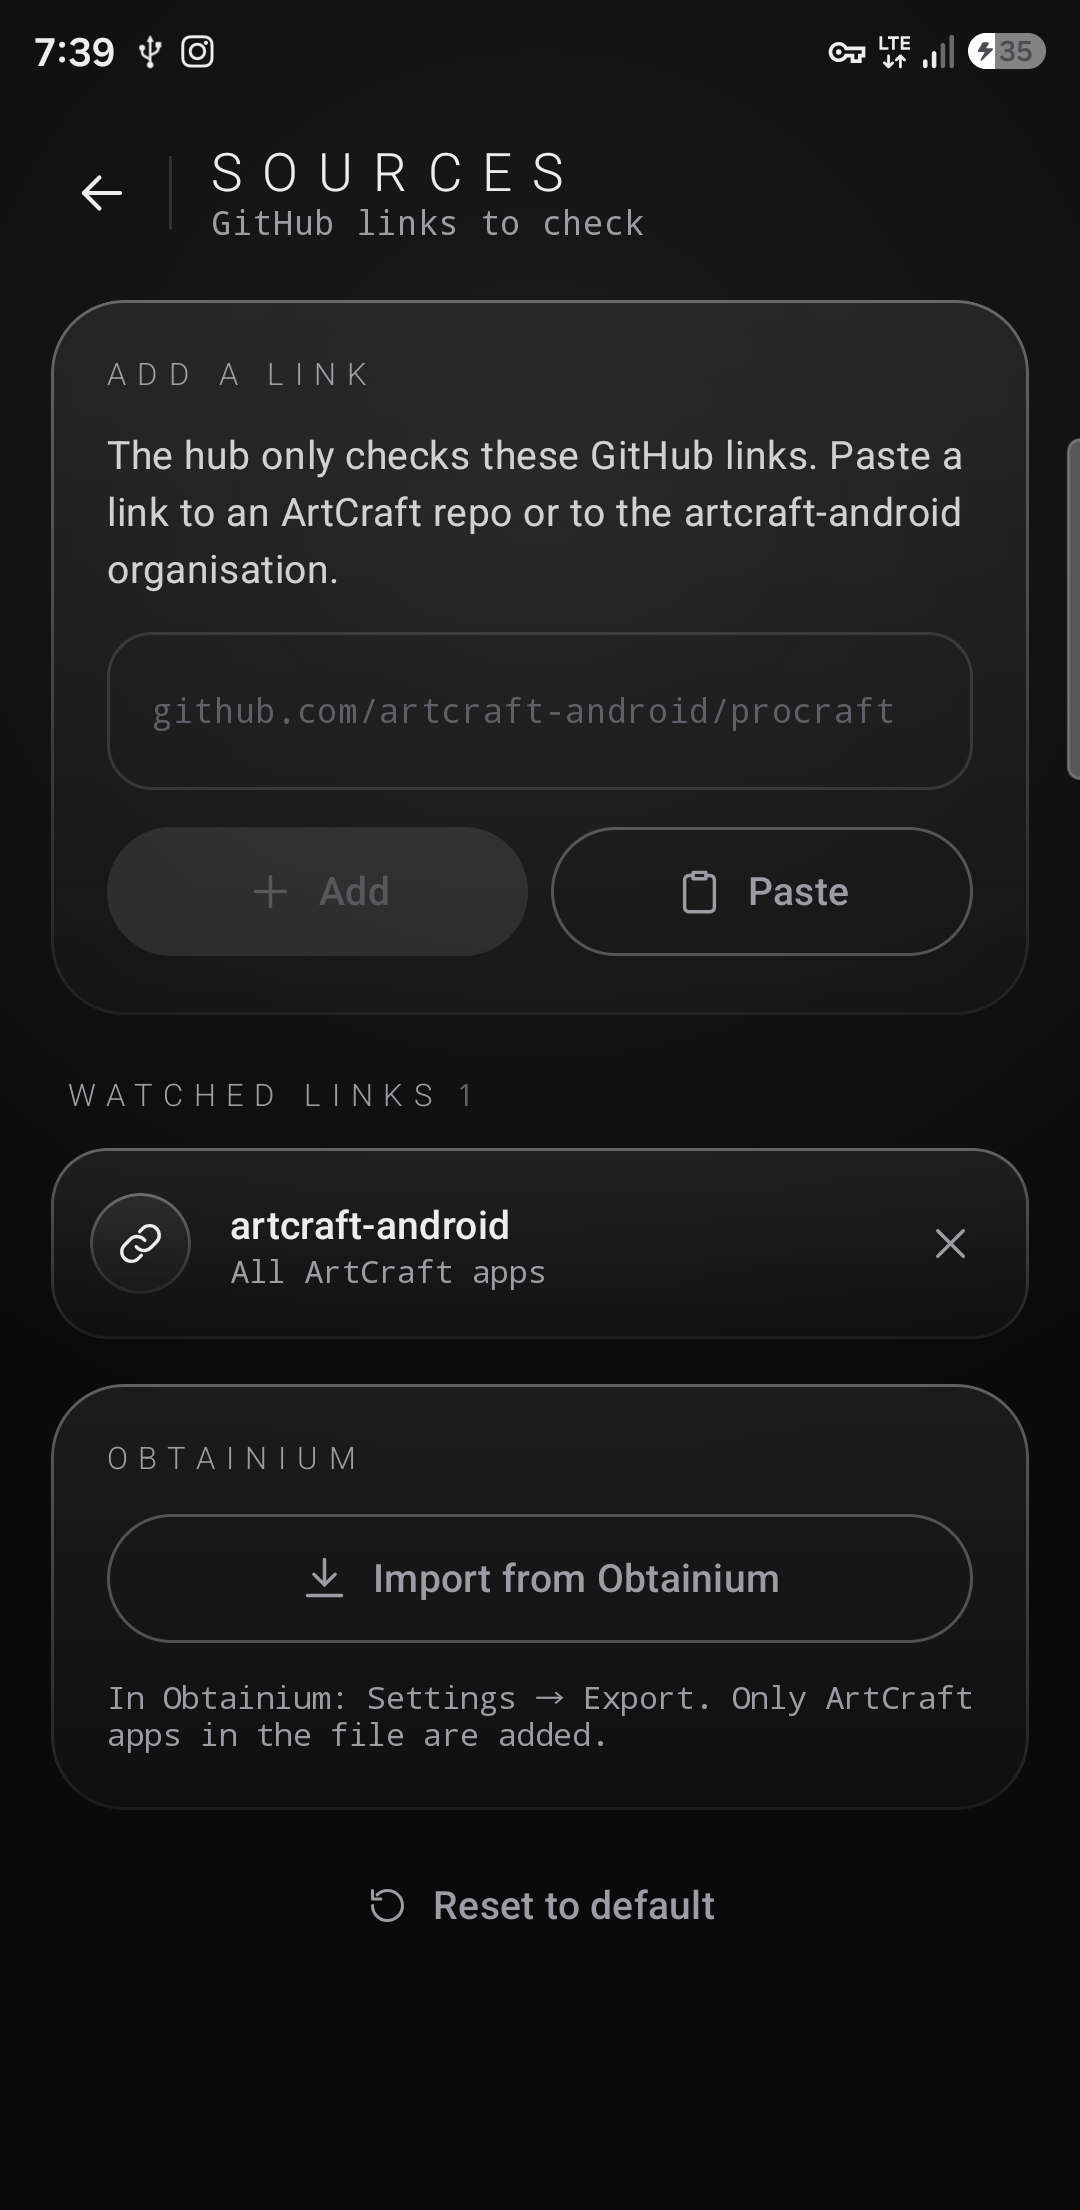 7:39
LTE
35
SOURCES
GitHub links to check
ADD A LINK
The hub only checks these GitHub links. Paste a
link to an ArtCraft repo or to the artcraft-android
organisation.
github.com/artcraft-android/procraft
Add
Paste
WATCHED LINKS 1
artcraft-android
All ArtCraft apps
OBTAINIUM
Import from Obtainium
In Obtainium: Settings → Export. Only ArtCraft
apps in the file are added.
Reset to default